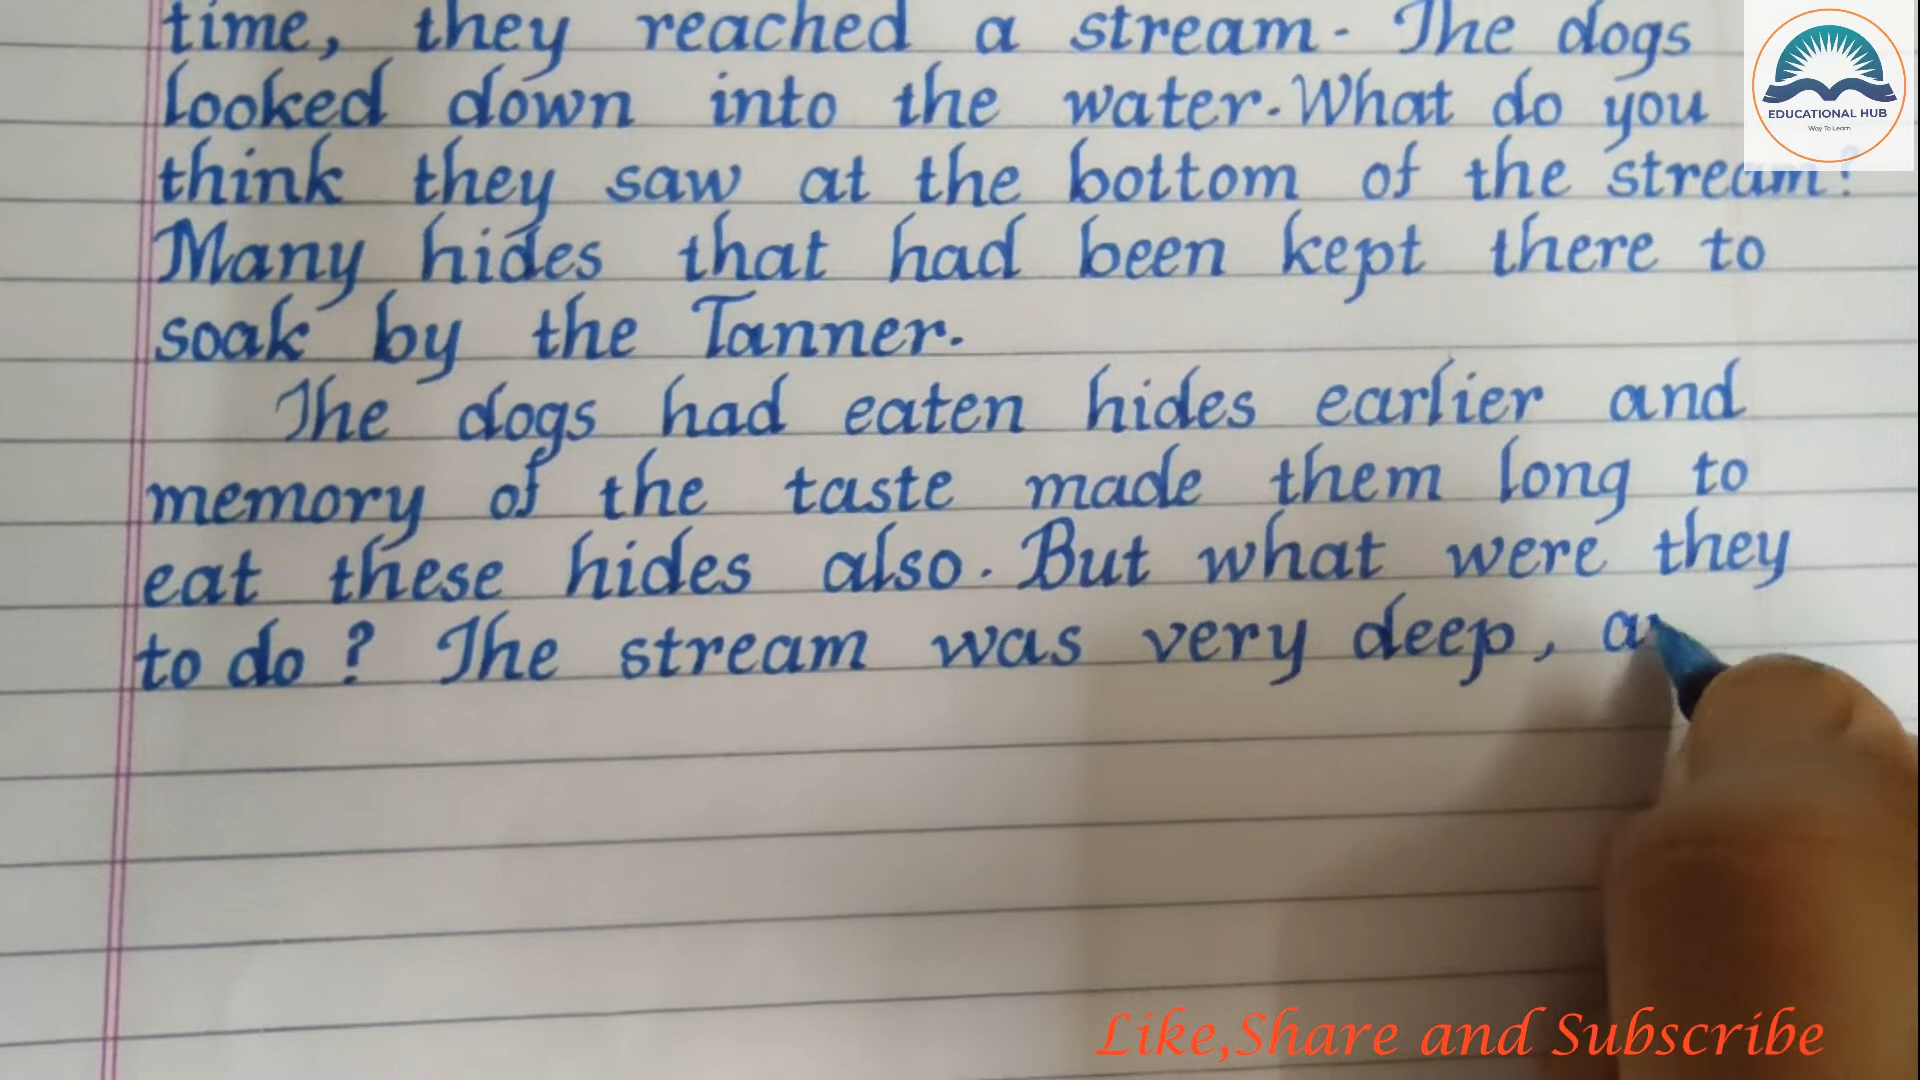 time, they reached a stream. The dogs
looked down into the water. What do you
think they saw at the bottom of the stream?
Many hides that had been kept there to
soak by the Tanner.
The dogs had eaten hides earlier and
memory of the taste made them long to
eat these hides also. But what were they
to do? The stream was very deep,
EDUCATIONAL HUB
Way To Learn
Like,Share and Subscribe